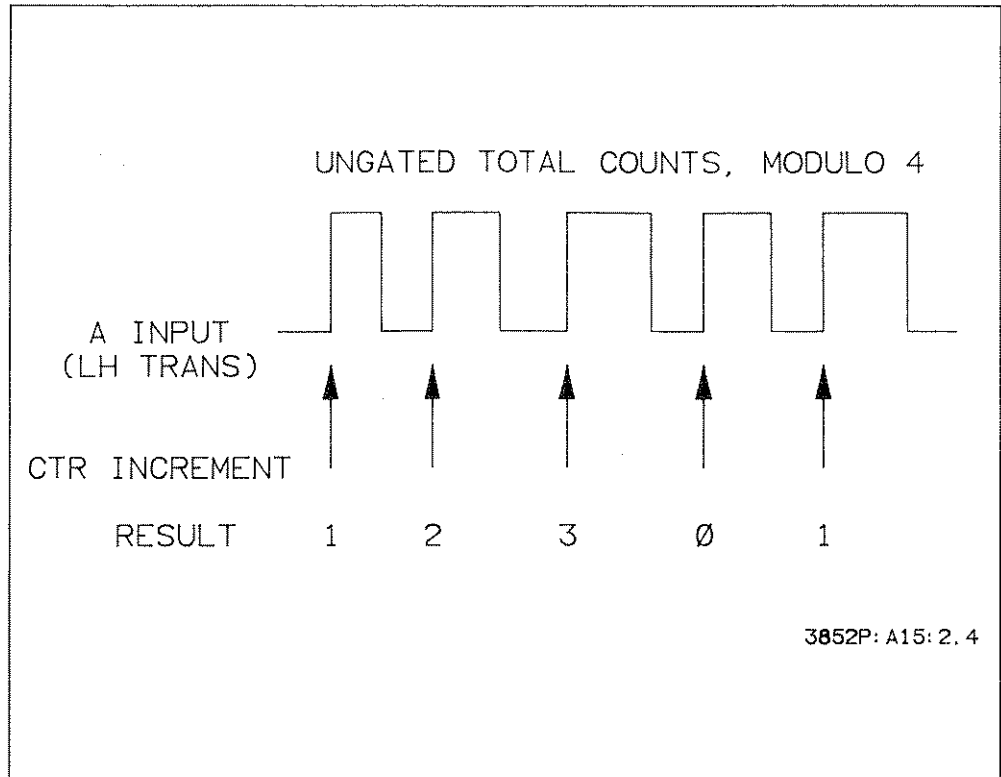 UNGATED TOTAL COUNTS, MODULO 4
A INPUT
(LH TRANS)
CTR INCREMENT
RESULT 1 2 3 Ø 1
3852P:A15:2.4